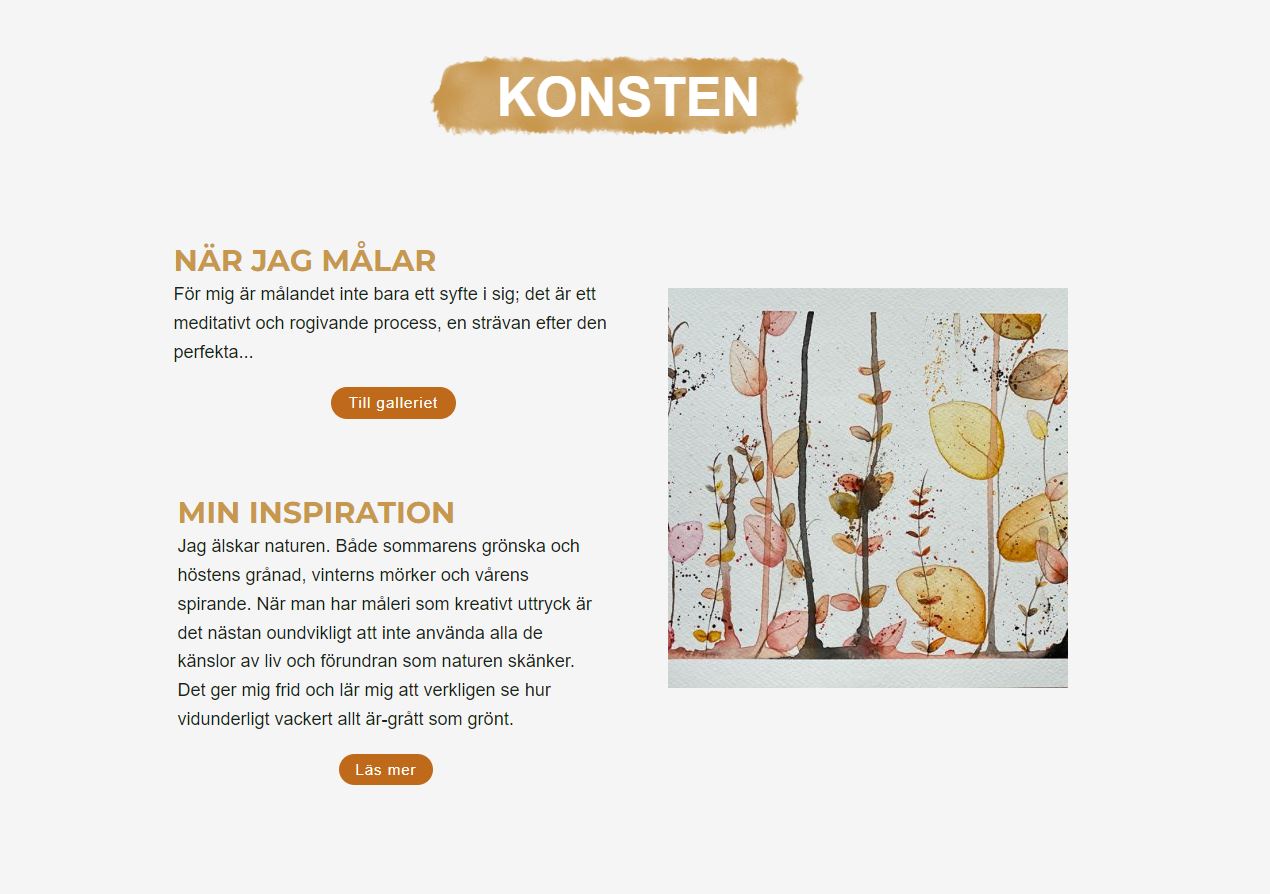 KONSTEN
NÄR JAG MÅLAR
För mig är målandet inte bara ett syfte i sig; det är ett
meditativt och rogivande process, en strävan efter den
perfekta...
Till galleriet
MIN INSPIRATION
Jag älskar naturen. Både sommarens grönska och
höstens grånad, vinterns mörker och vårens
spirande. När man har måleri som kreativt uttryck är
det nästan oundvikligt att inte använda alla de
känslor av liv och förundran som naturen skänker.
Det ger mig frid och lär mig att verkligen se hur
vidunderligt vackert allt är-grått som grönt.
Läs mer